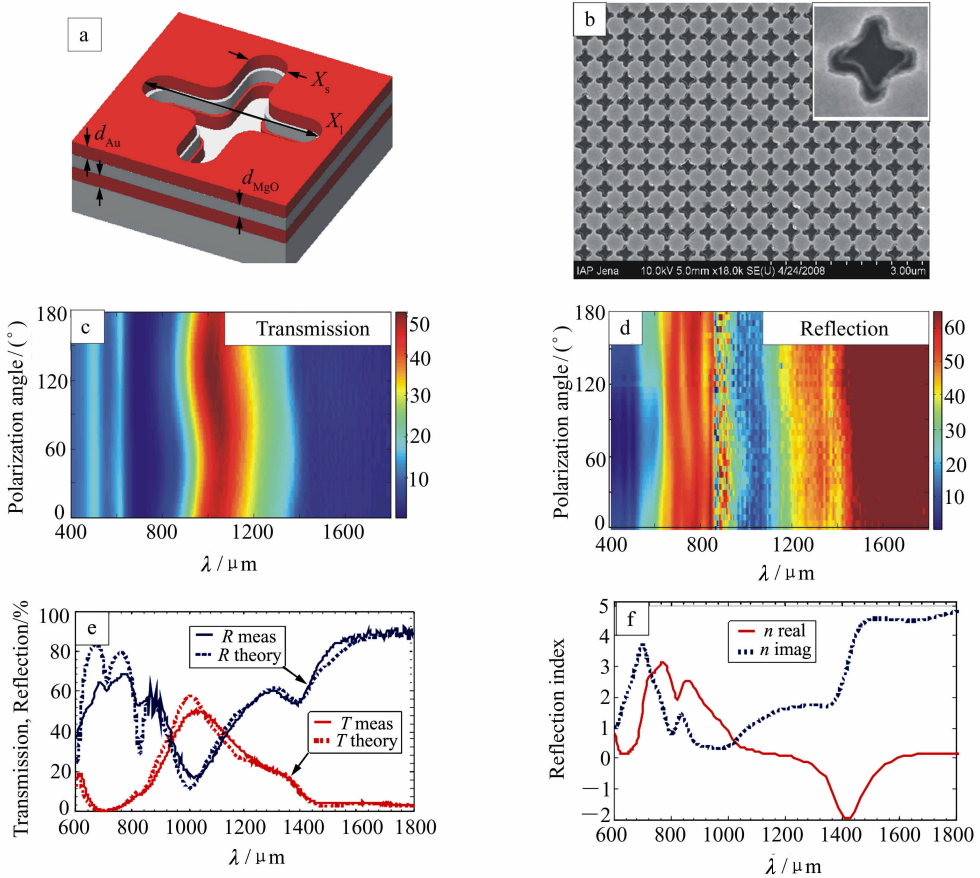 a
X_s
X_l
d_Au
d_MgO
b
IAP Jena 10.0kV 5.0mm x18.0k SE(U) 4/24/2008 3.00um
c
Transmission
Polarization angle/(°)
180
120
60
0
400 800 1200 1600
λ/μm
50
40
30
20
10
d
Reflection
Polarization angle/(°)
180
120
60
0
400 800 1200 1600
λ/μm
60
50
40
30
20
10
e
Transmission, Reflection/%
100
80
60
40
20
0
R meas
R theory
T meas
T theory
600 800 1000 1200 1400 1800
λ/μm
f
Reflection index
5
4
3
2
1
0
−1
−2
n real
n imag
600 800 1000 1200 1400 1800
λ/μm